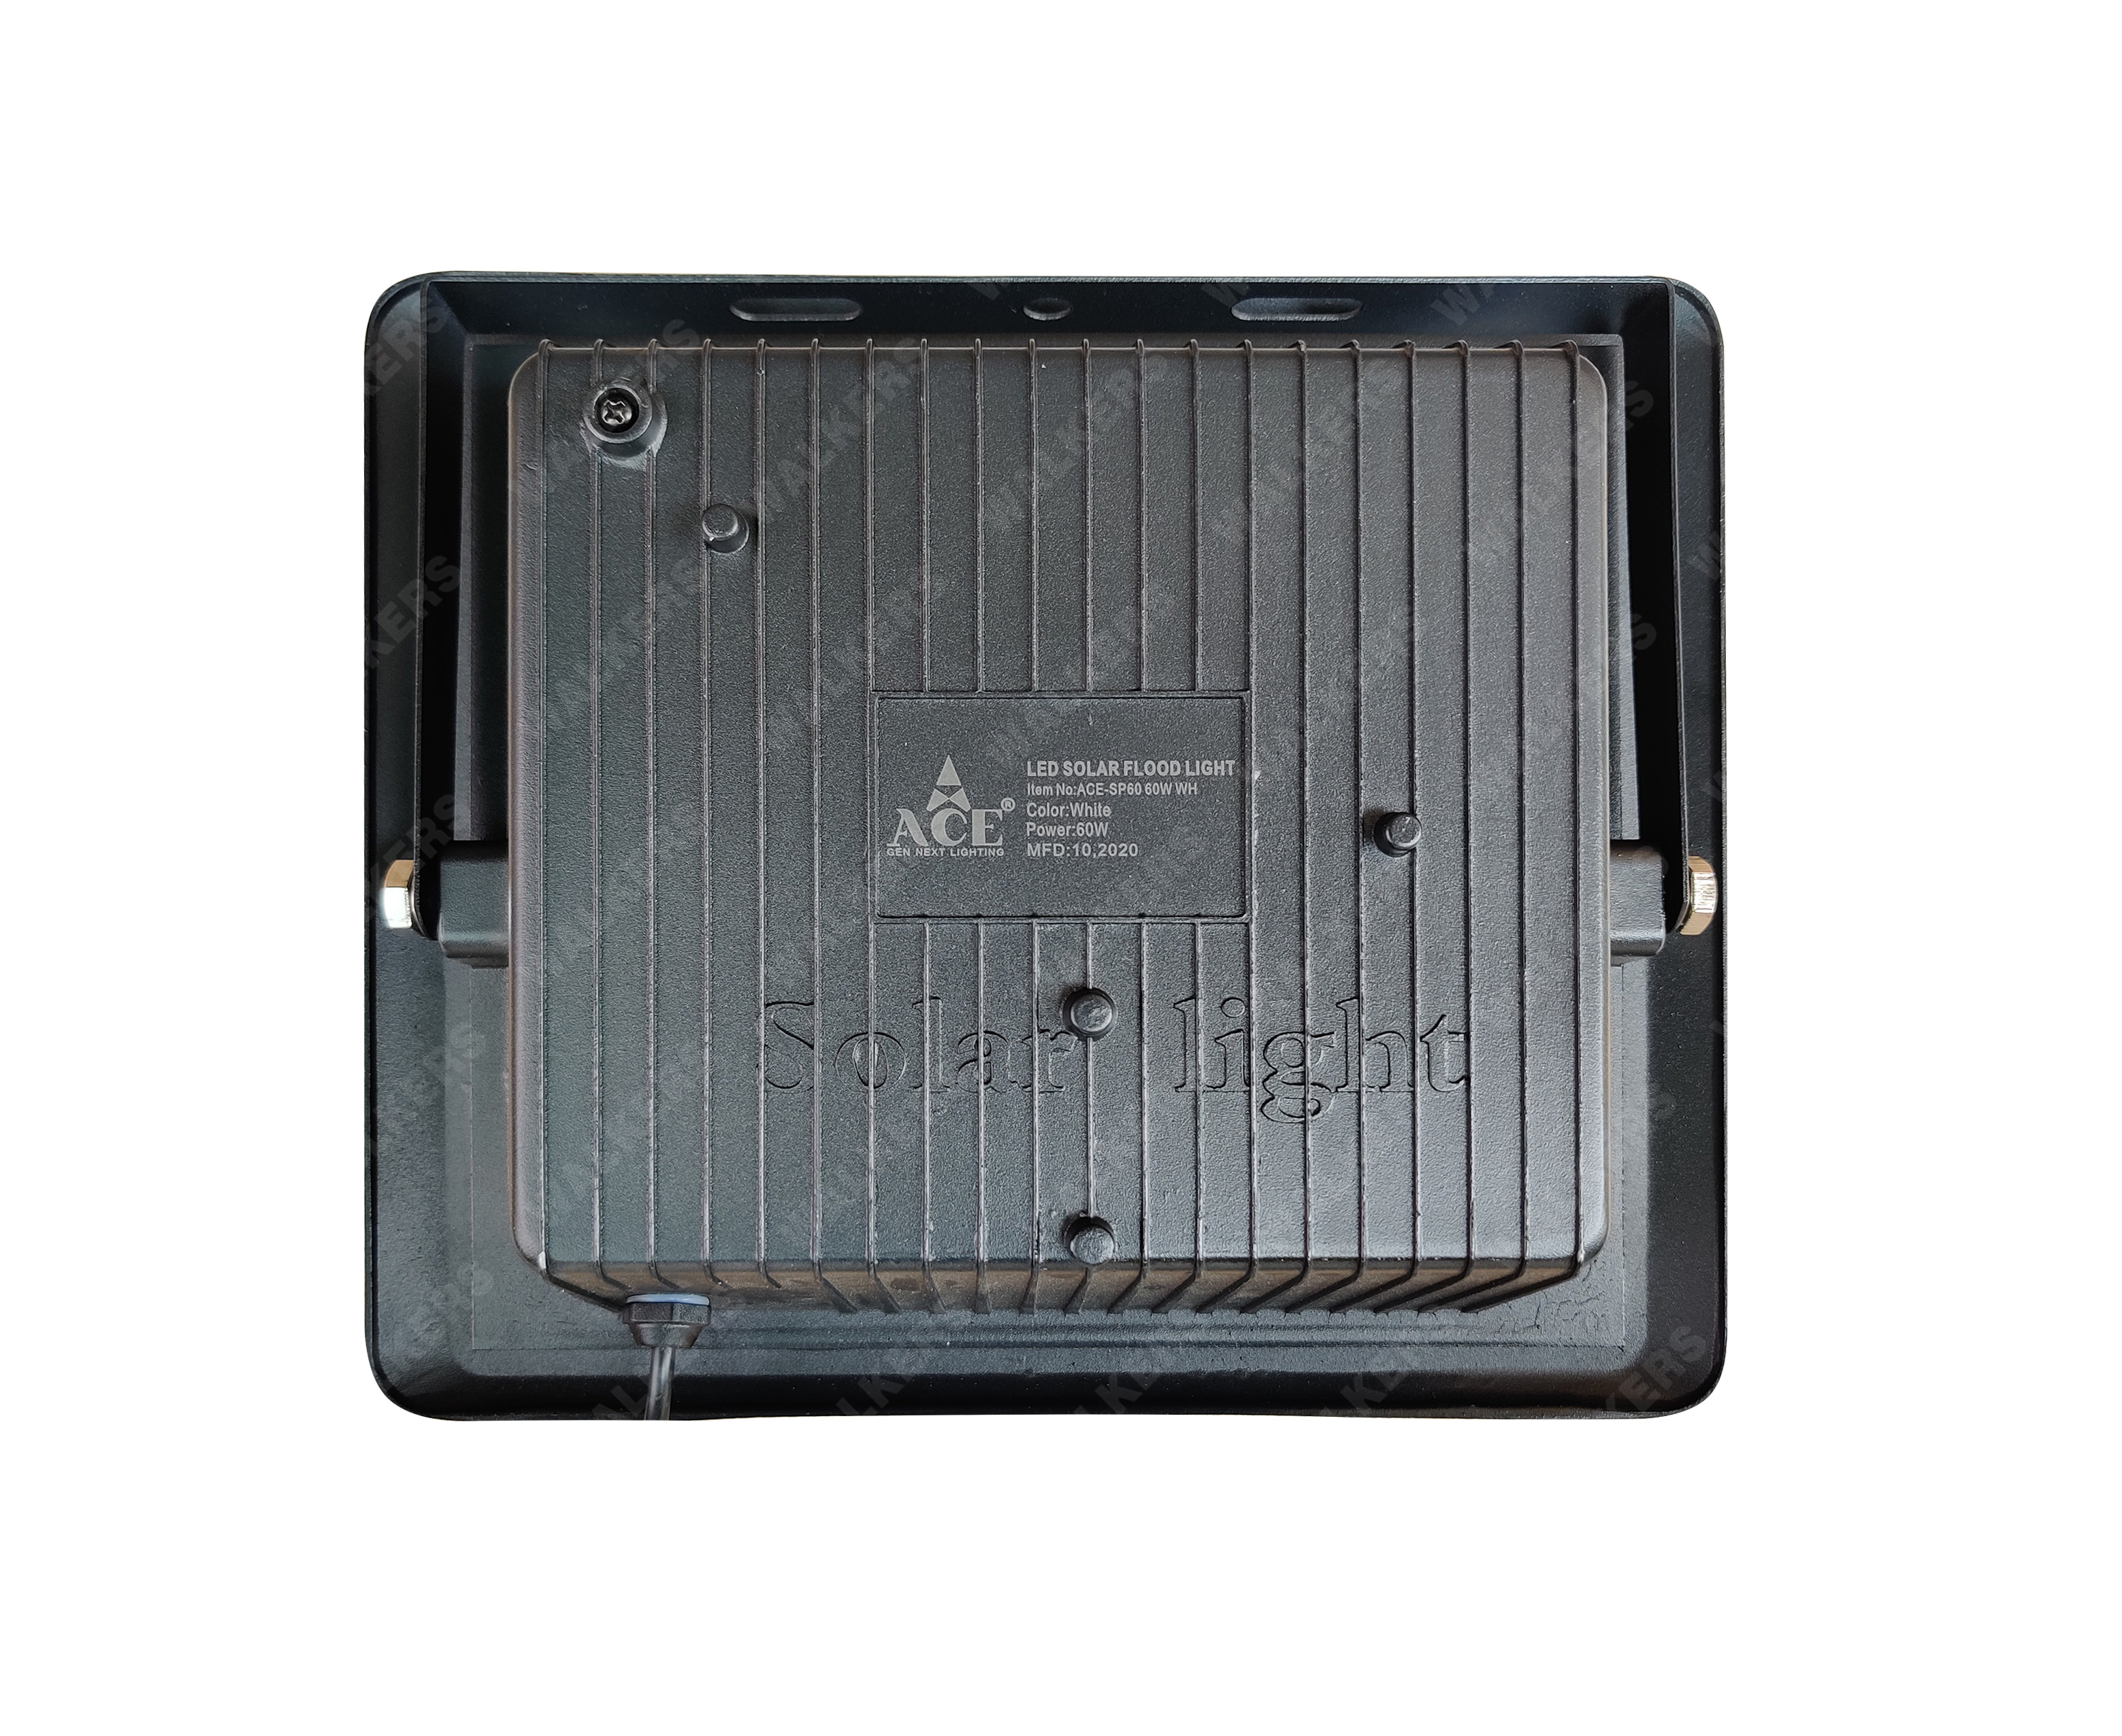 ACE®
GEN NEXT LIGHTING
LED SOLAR FLOOD LIGHT
Item No:ACE-SP60 60W WH
Color:White
Power:60W
MFD:10,2020
Solar light
WALKERS